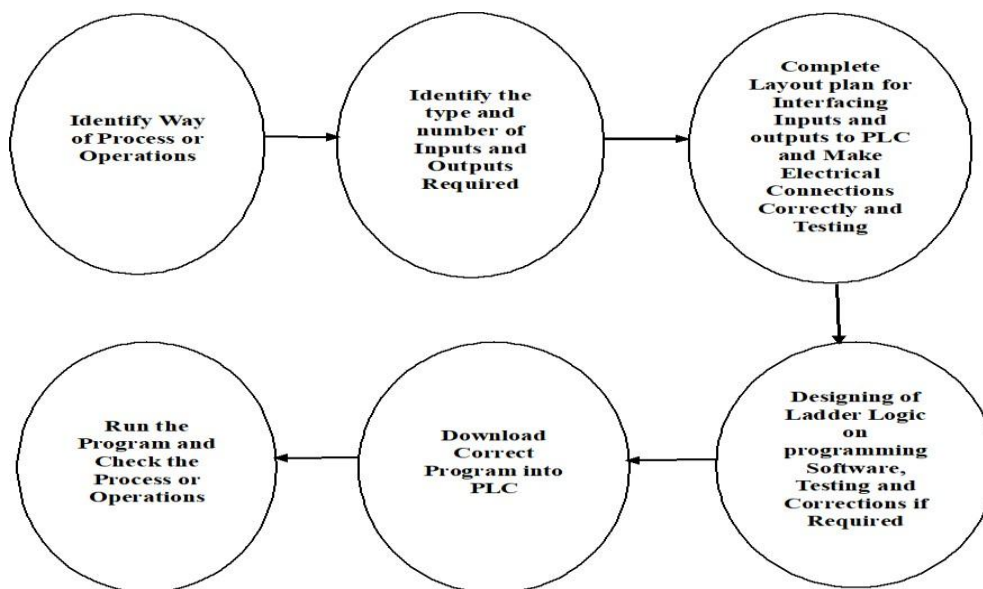 Identify Way
of Process or
Operations
Identify the
type and
number of
Inputs and
Outputs
Required
Complete
Layout plan for
Interfacing
Inputs and
outputs to PLC
and Make
Electrical
Connections
Correctly and
Testing
Designing of
Ladder Logic
on
programming
Software,
Testing and
Corrections if
Required
Download
Correct
Program into
PLC
Run the
Program and
Check the
Process or
Operations